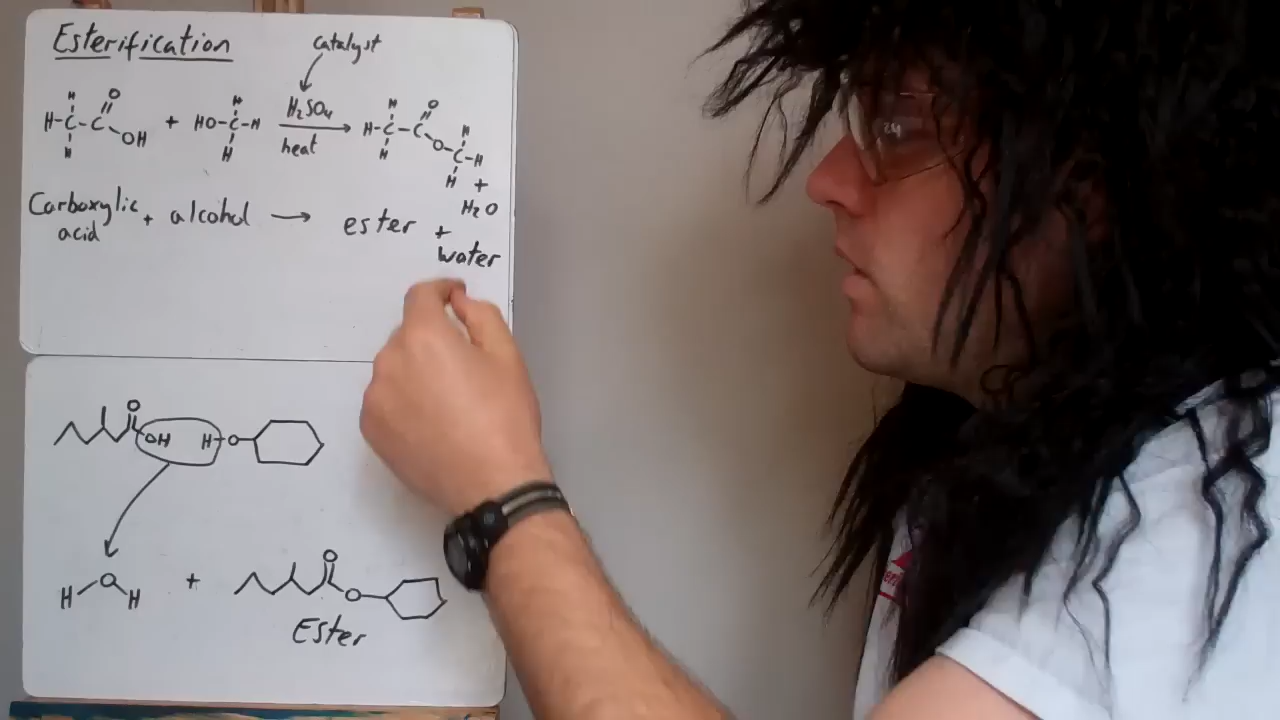 Esterification
catalyst
H O H H₂SO₄ H O
H-C-C + HO-C-H → H-C-C H
H OH H heat H O-C-H
H +
H₂O
Carboxylic acid + alcohol → ester + water
O
OH H-O
O
H O H + O
Ester